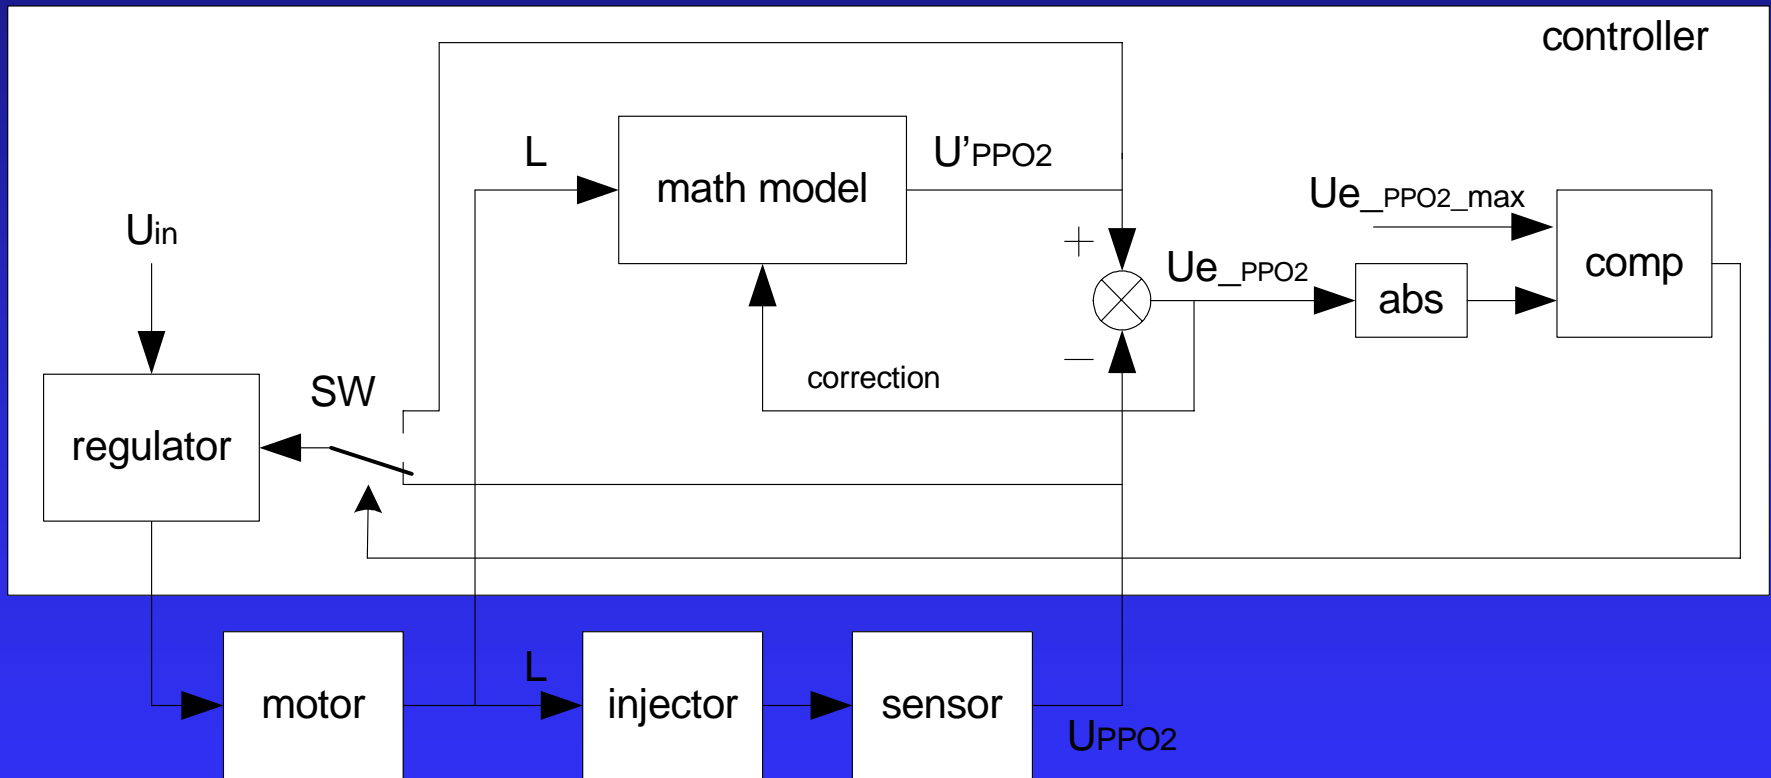 controller
L
math model
U'PPO2
Ue_PPO2_max
comp
Uin
+
Ue_PPO2
abs
−
correction
SW
regulator
L
motor
injector
sensor
UPPO2